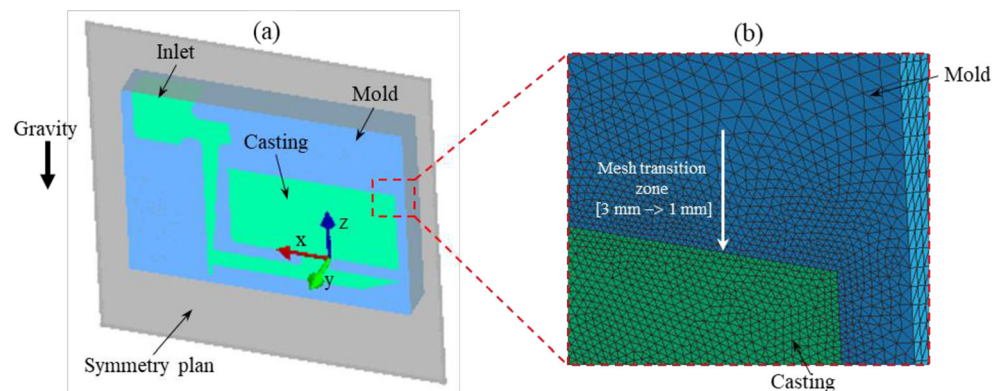 (a)
Inlet
Mold
Gravity
Casting
z
x
y
Symmetry plan
(b)
Mold
Mesh transition
zone
[3 mm –> 1 mm]
Casting